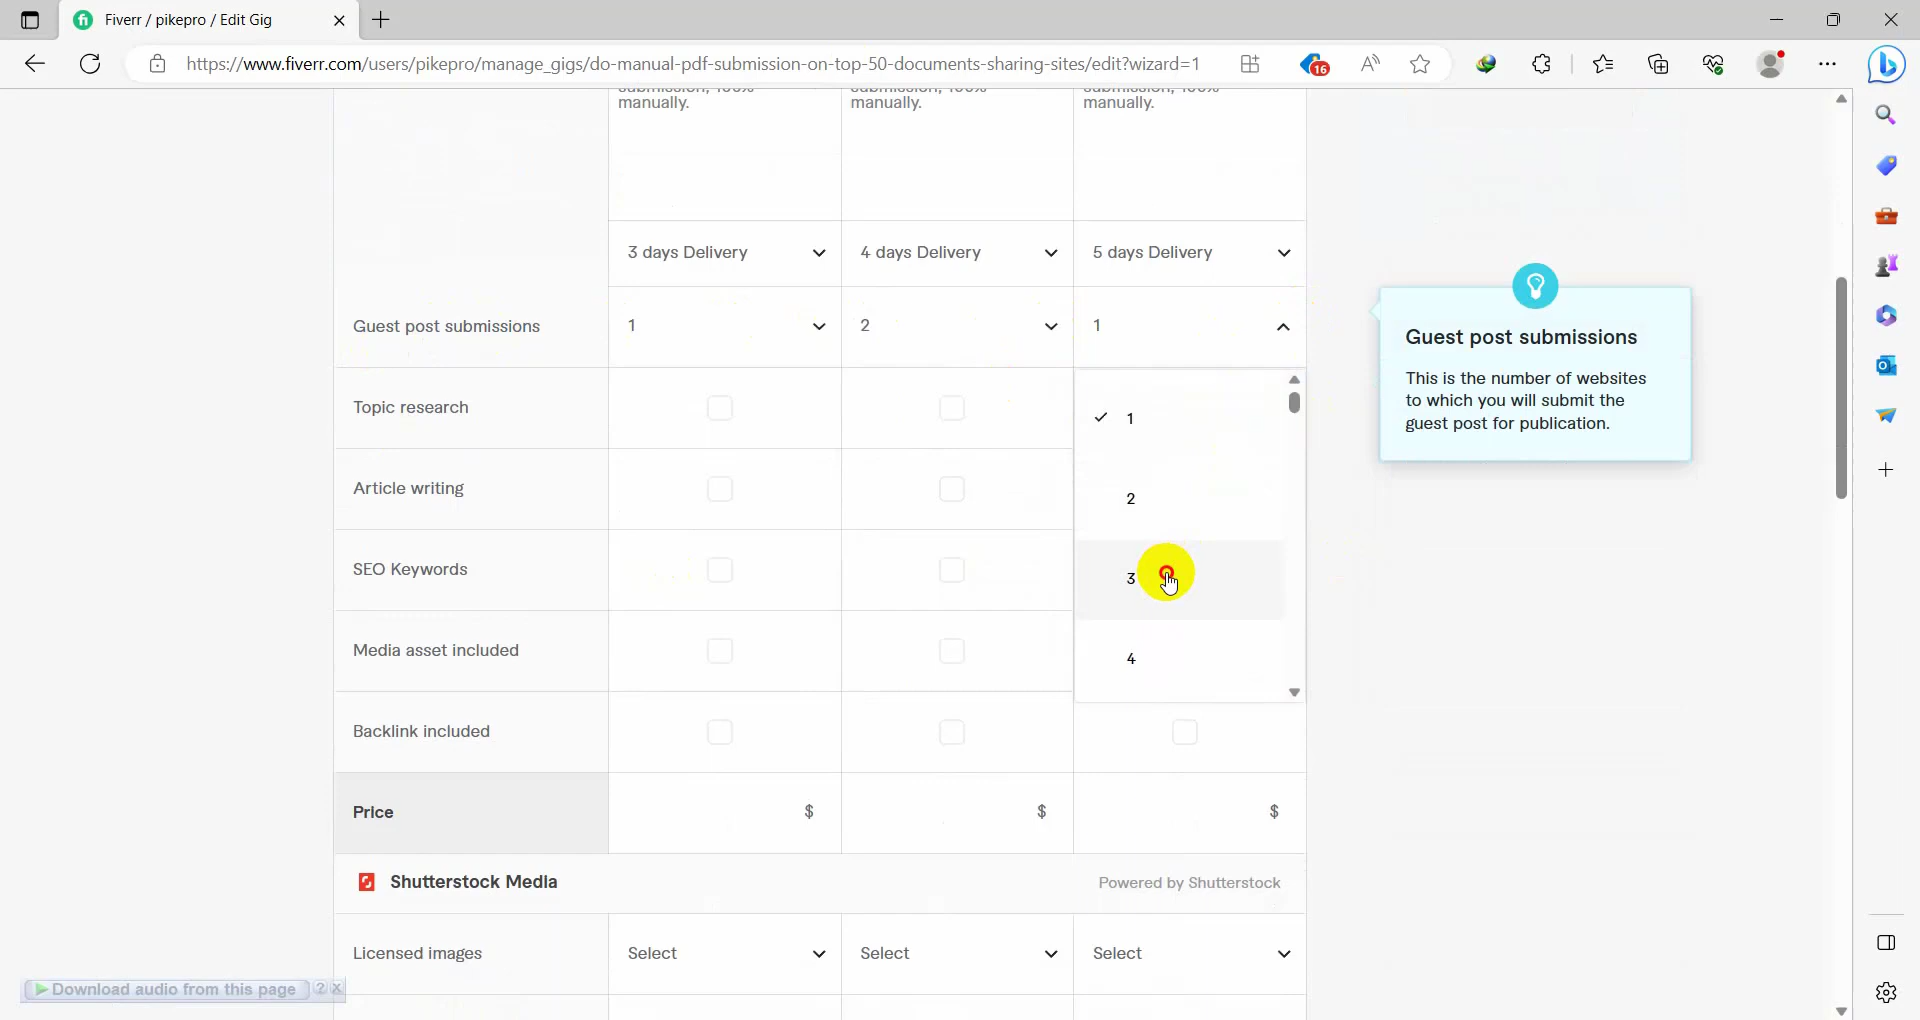 Fiverr / pikepro / Edit Gig
https://www.fiverr.com/users/pikepro/manage_gigs/do-manual-pdf-submission-on-top-50-documents-sharing-sites/edit?wizard=1
16
manually.
manually.
manually.
3 days Delivery
4 days Delivery
5 days Delivery
Guest post submissions
1
2
1
Guest post submissions
This is the number of websites
to which you will submit the
guest post for publication.
Topic research
1
Article writing
2
SEO Keywords
3
Media asset included
4
Backlink included
Price
$
$
$
Shutterstock Media
Powered by Shutterstock
Licensed images
Select
Select
Select
Download audio from this page
?
x